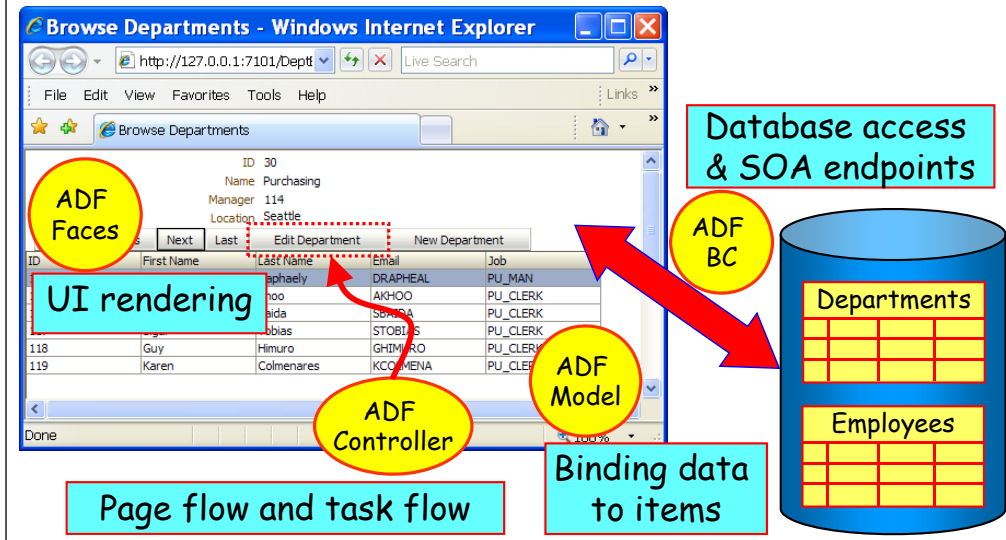 Browse Departments - Windows Internet Explorer
http://127.0.0.1:7101/Dept
Live Search
File Edit View Favorites Tools Help
Links »
Browse Departments
»
ID 30
Name Purchasing
Manager 114
Location Seattle
Next Last Edit Department New Department
ID First Name Last Name Email Job
DRAPHEAL PU_MAN
AKHOO PU_CLERK
SBAIDA PU_CLERK
STOBIAS PU_CLERK
118 Guy Himuro GHIMURO PU_CLERK
119 Karen Colmenares
Done
ADF
Faces
UI rendering
ADF
Controller
Page flow and task flow
ADF
Model
Binding data
to items
ADF
BC
Database access
& SOA endpoints
Departments
Employees